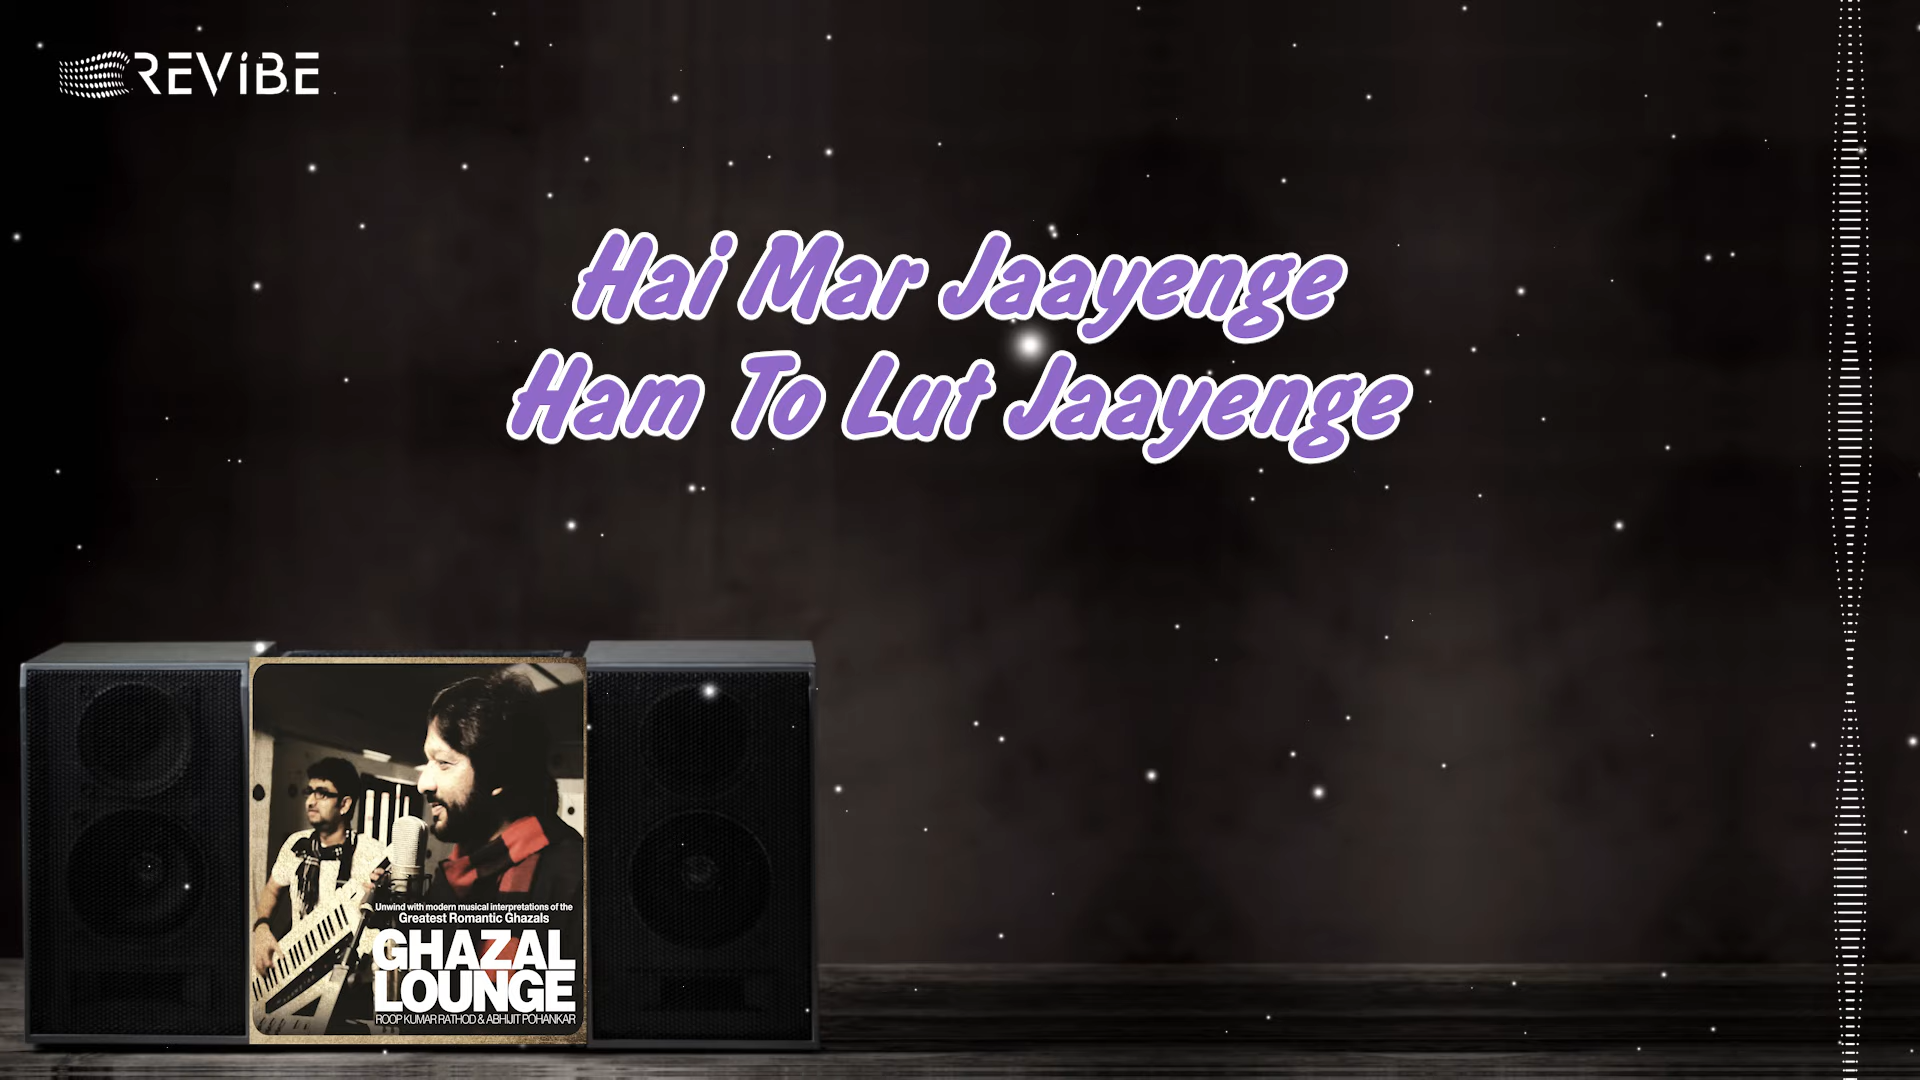 REViBE
Hai Mar Jaayenge
Ham To Lut Jaayenge
Unwind with modern musical interpretations of the
Greatest Romantic Ghazals
GHAZAL
LOUNGE
ROOP KUMAR RATHOD & ABHIJIT POHANKAR